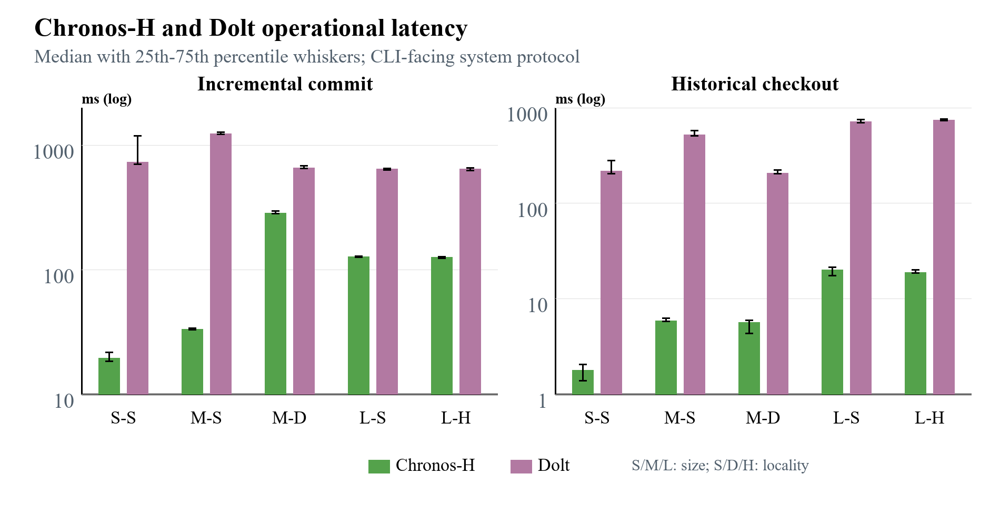 Chronos-H and Dolt operational latency
Median with 25th-75th percentile whiskers; CLI-facing system protocol
Incremental commit
ms (log)
1000
100
10
S-S M-S M-D L-S L-H
Historical checkout
ms (log)
1000
100
10
1
S-S M-S M-D L-S L-H
Chronos-H Dolt S/M/L: size; S/D/H: locality